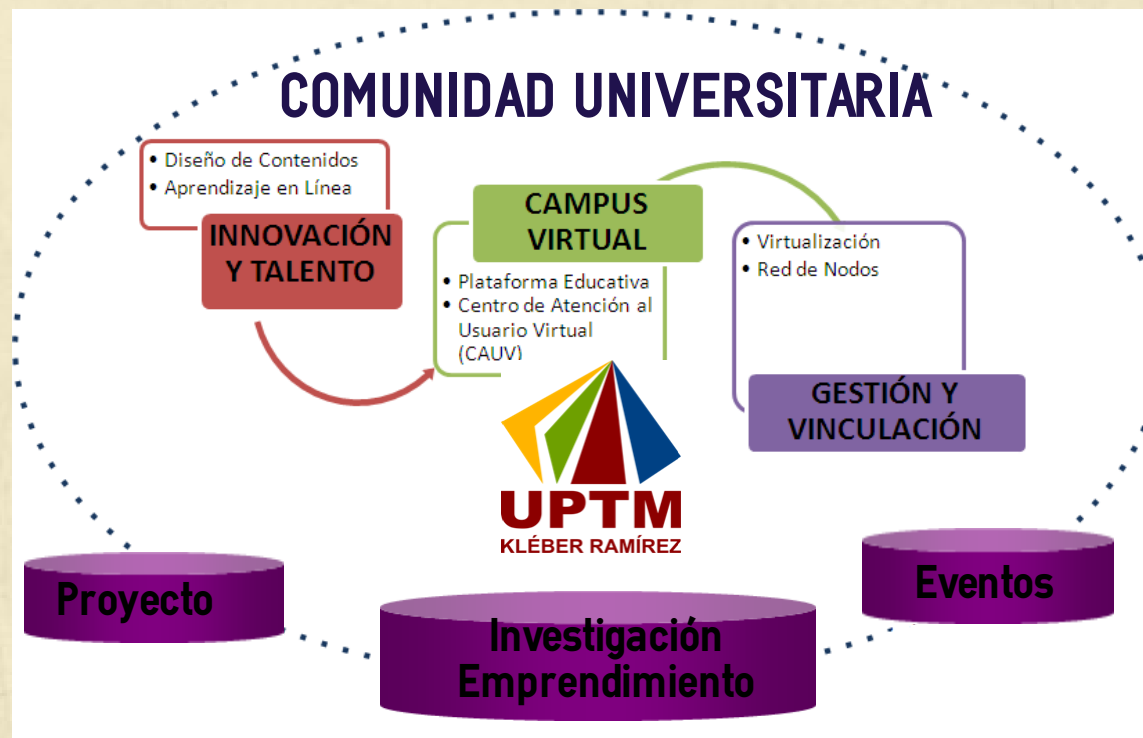 COMUNIDAD UNIVERSITARIA
• Diseño de Contenidos
• Aprendizaje en Línea
INNOVACIÓN
Y TALENTO
CAMPUS
VIRTUAL
• Plataforma Educativa
• Centro de Atención al
Usuario Virtual
(CAUV)
• Virtualización
• Red de Nodos
GESTIÓN Y
VINCULACIÓN
UPTM
KLÉBER RAMÍREZ
Proyecto
Investigación
Emprendimiento
Eventos